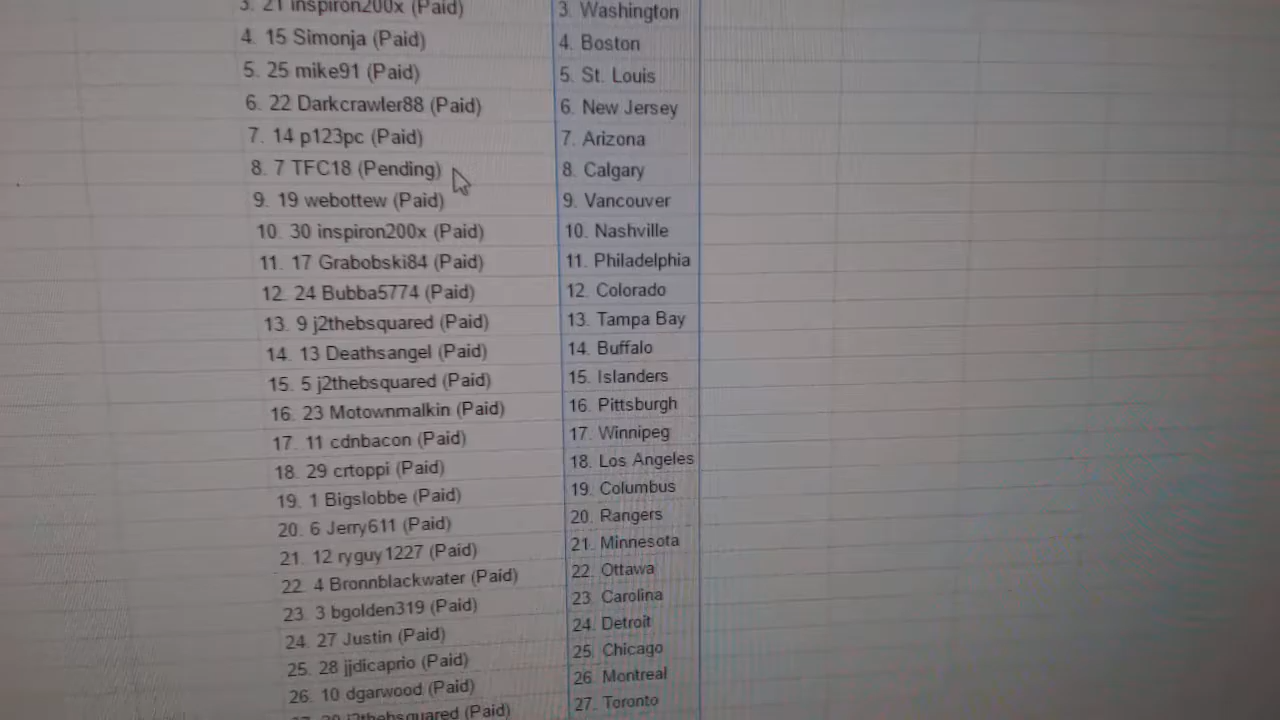 3. 21 inspiron200x (Paid) 3. Washington
4. 15 Simonja (Paid) 4. Boston
5. 25 mike91 (Paid) 5. St. Louis
6. 22 Darkcrawler88 (Paid) 6. New Jersey
7. 14 p123pc (Paid) 7. Arizona
8. 7 TFC18 (Pending) 8. Calgary
9. 19 webottew (Paid) 9. Vancouver
10. 30 inspiron200x (Paid) 10. Nashville
11. 17 Grabobski84 (Paid) 11. Philadelphia
12. 24 Bubba5774 (Paid) 12. Colorado
13. 9 j2thebsquared (Paid) 13. Tampa Bay
14. 13 Deathsangel (Paid) 14. Buffalo
15. 5 j2thebsquared (Paid) 15. Islanders
16. 23 Motownmalkin (Paid) 16. Pittsburgh
17. 11 cdnbacon (Paid) 17. Winnipeg
18. 29 crtoppi (Paid) 18. Los Angeles
19. 1 Bigslobbe (Paid) 19. Columbus
20. 6 Jerry611 (Paid) 20. Rangers
21. 12 ryguy1227 (Paid) 21. Minnesota
22. 4 Bronnblackwater (Paid) 22. Ottawa
23. 3 bgolden319 (Paid) 23. Carolina
24. 27 Justin (Paid) 24. Detroit
25. 28 jjdicaprio (Paid) 25. Chicago
26. 10 dgarwood (Paid) 26. Montreal
j2thebsquared (Paid) 27. Toronto